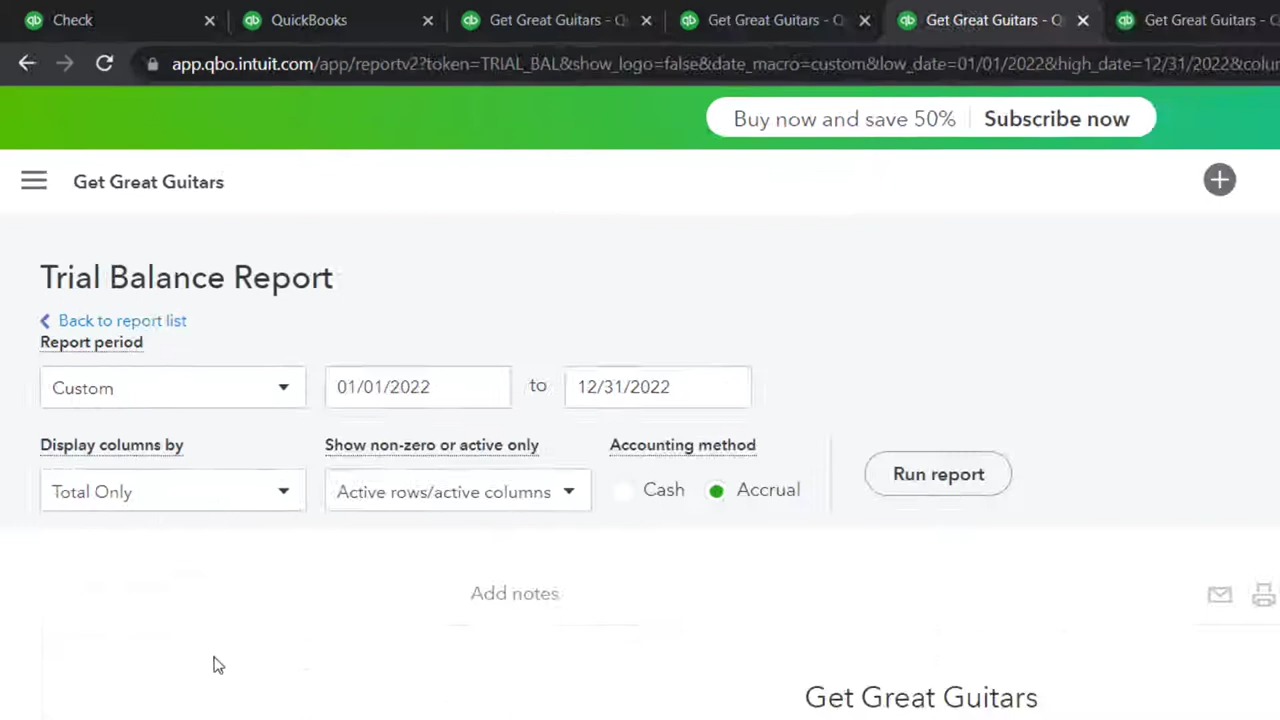 Check
QuickBooks
Get Great Guitars - Q
Get Great Guitars - Q
Get Great Guitars - Q
Get Great Guitars - Q
app.qbo.intuit.com/app/reportv2?token=TRIAL_BAL&show_logo=false&date_macro=custom&low_date=01/01/2022&high_date=12/31/2022&colu
Buy now and save 50%
Subscribe now
Get Great Guitars
Trial Balance Report
Back to report list
Report period
Custom
01/01/2022
to
12/31/2022
Display columns by
Show non-zero or active only
Accounting method
Total Only
Active rows/active columns
Cash
Accrual
Run report
Add notes
Get Great Guitars